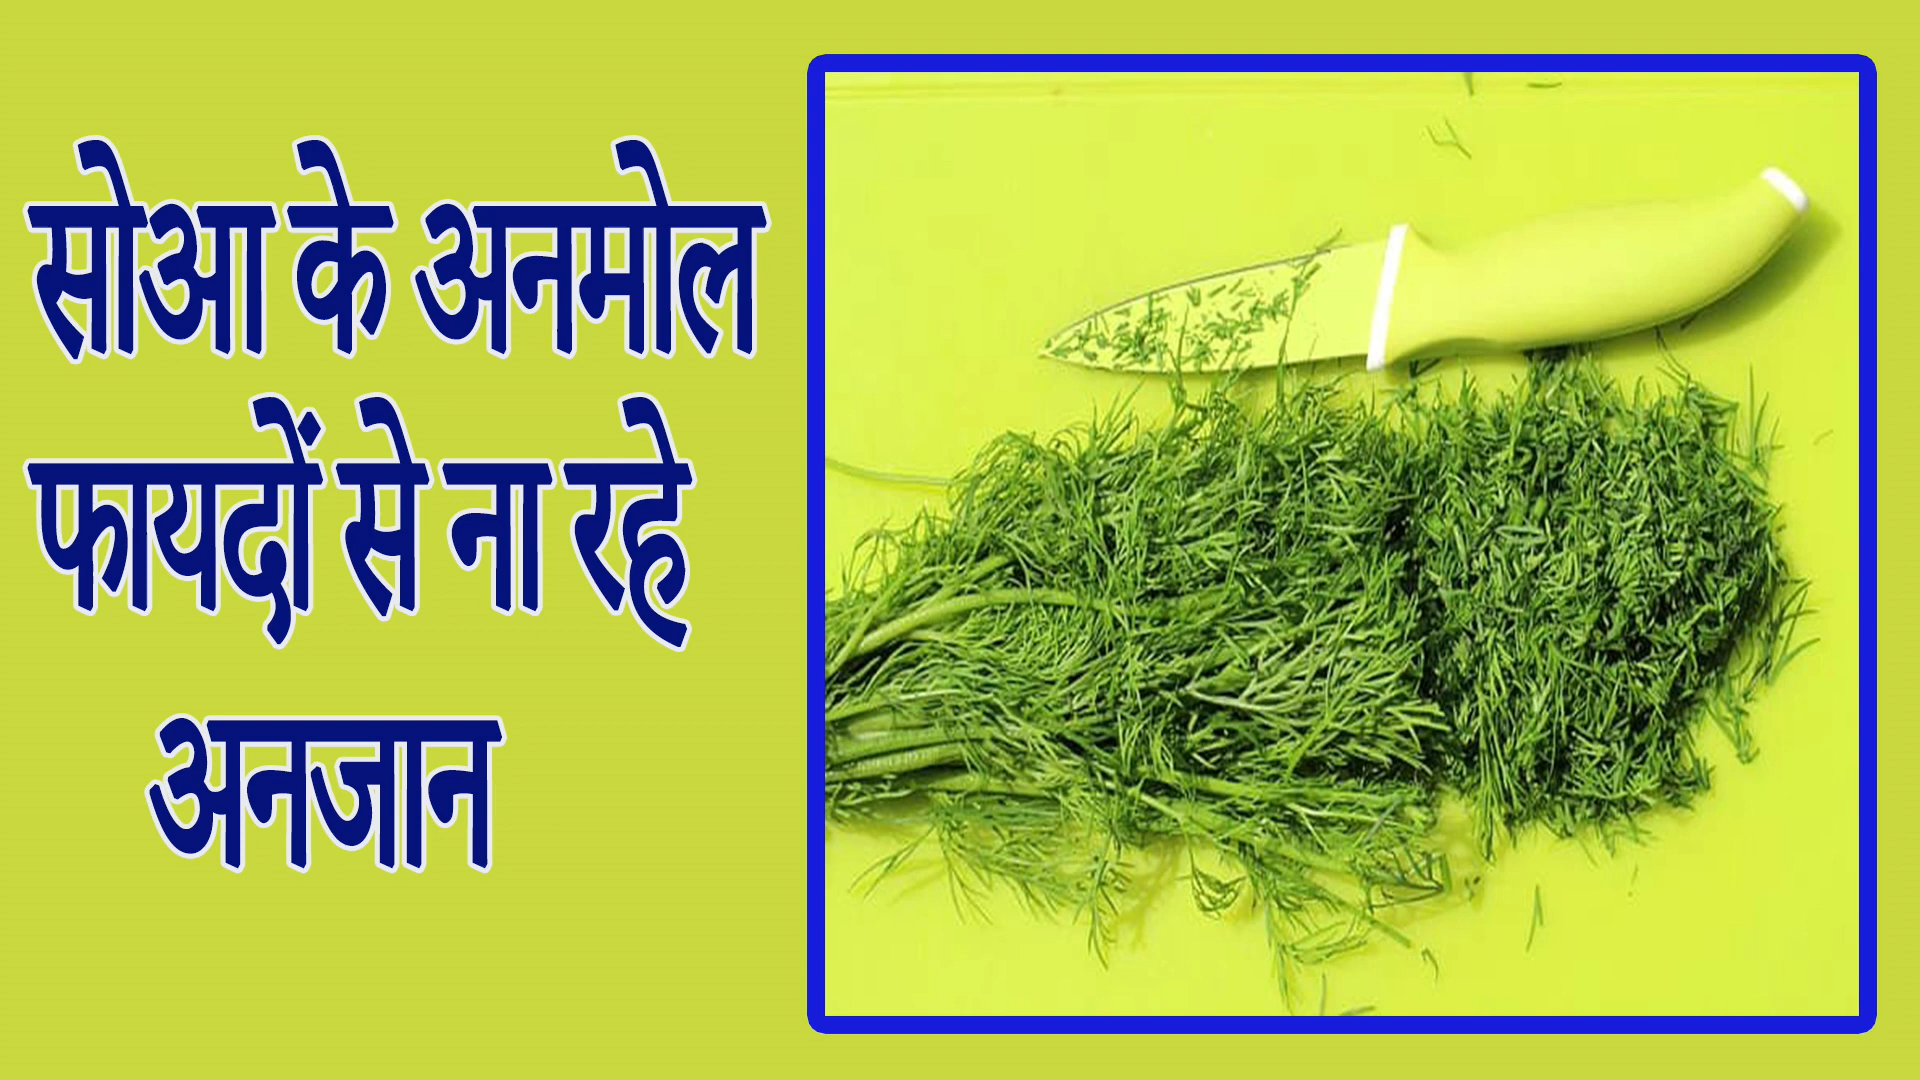 सोआ के अनमोल
फायदों से ना रहे
अनजान